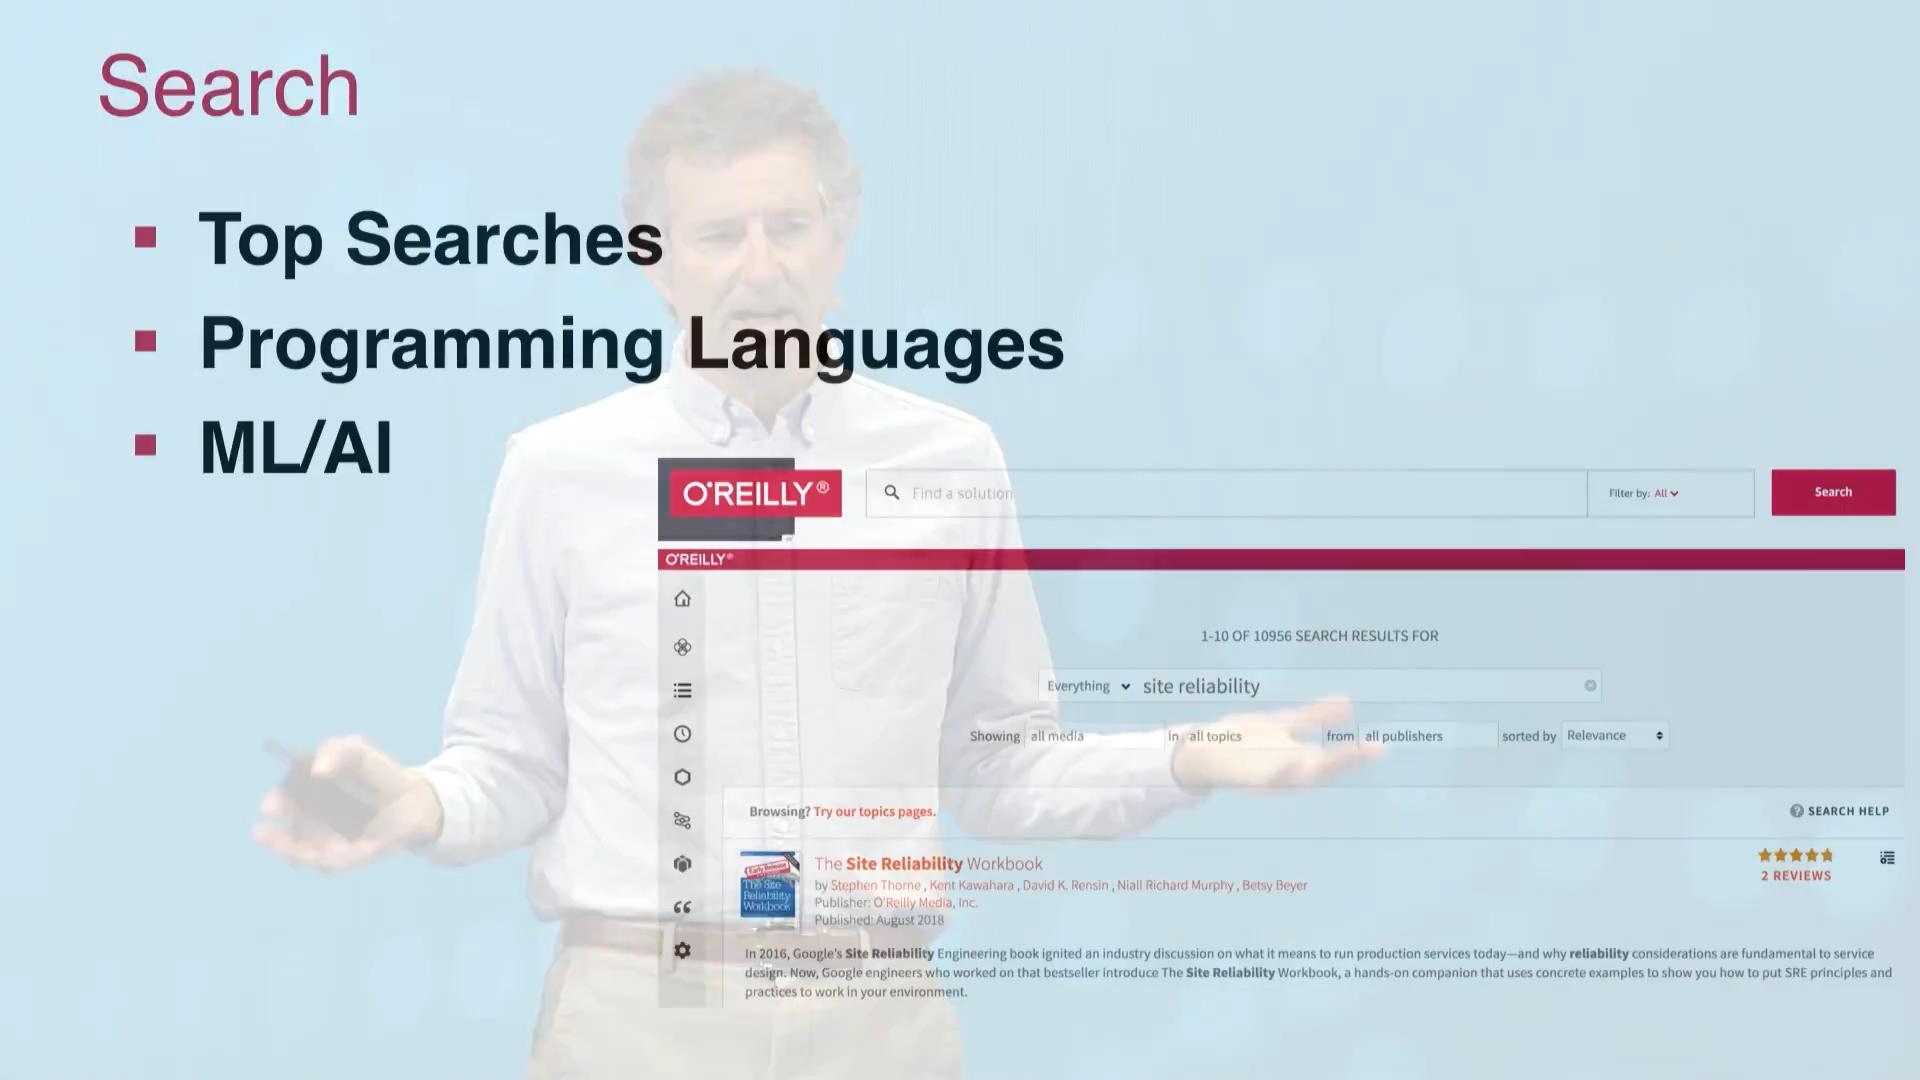 Search
Top Searches
Programming Languages
ML/AI
O'REILLY®
Find a solution
Filter by: All
Search
O'REILLY®
1-10 OF 10956 SEARCH RESULTS FOR
Everything site reliability
Showing all media in all topics from all publishers sorted by Relevance
Browsing? Try our topics pages.
SEARCH HELP
The Site Reliability Workbook
by Stephen Thorne , Kent Kawahara , David K. Rensin , Niall Richard Murphy , Betsy Beyer
2 REVIEWS
Publisher: O'Reilly Media, Inc.
Published: August 2018
Early Release
The Site
Reliability
Workbook
In 2016, Google's Site Reliability Engineering book ignited an industry discussion on what it means to run production services today—and why reliability considerations are fundamental to service
design. Now, Google engineers who worked on that bestseller introduce The Site Reliability Workbook, a hands-on companion that uses concrete examples to show you how to put SRE principles and
practices to work in your environment.